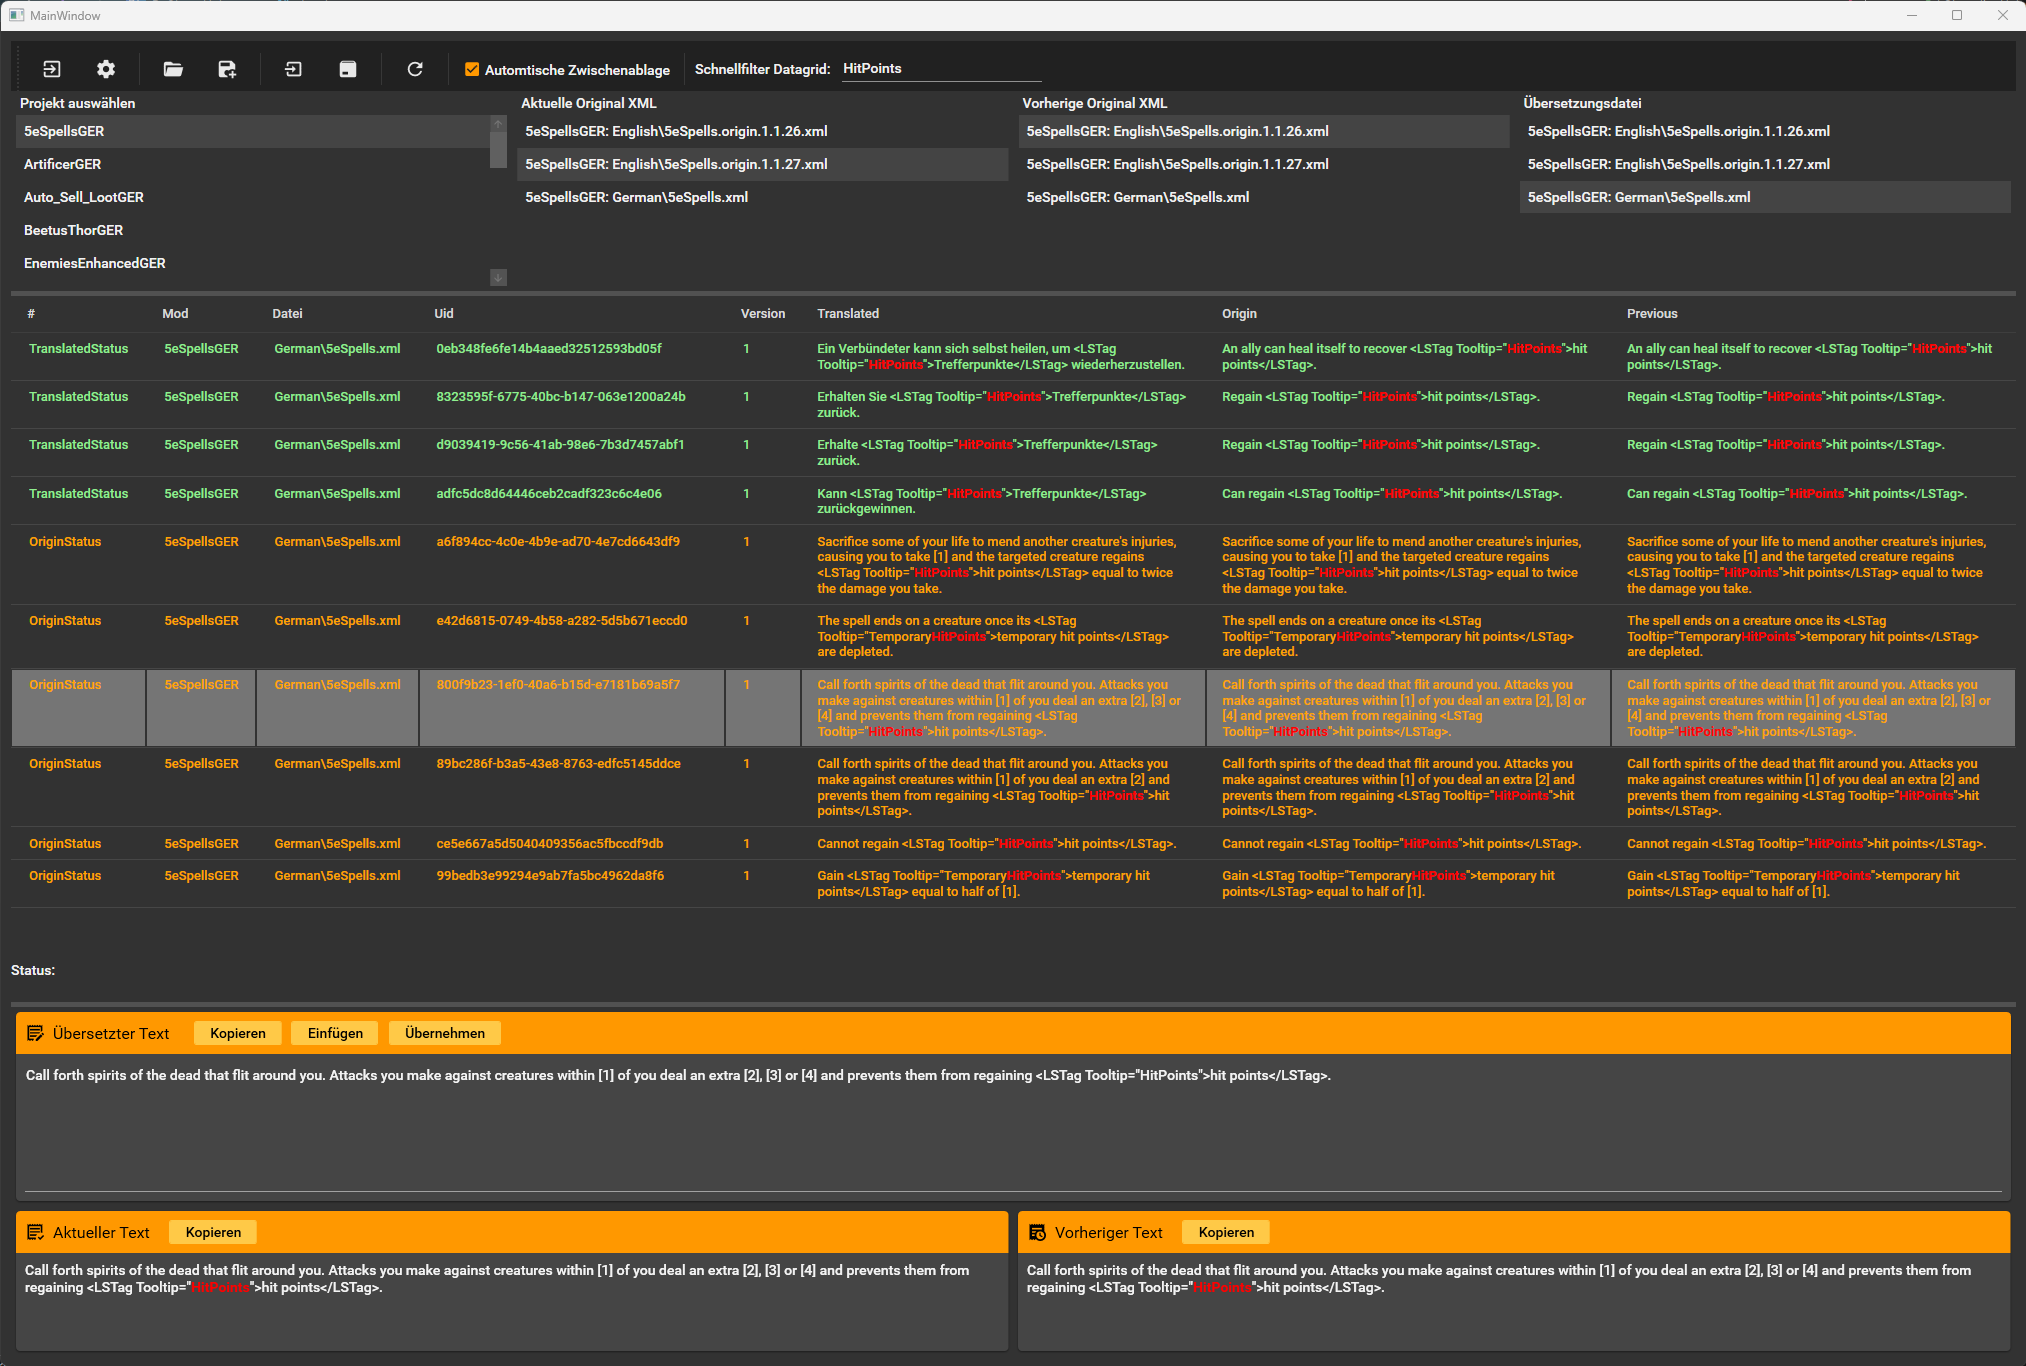 MainWindow
Automtische Zwischenablage
Schnellfilter Datagrid:
HitPoints
Projekt auswählen
5eSpellsGER
ArtificerGER
Auto_Sell_LootGER
BeetusThorGER
EnemiesEnhancedGER
Aktuelle Original XML
5eSpellsGER: English\5eSpells.origin.1.1.26.xml
5eSpellsGER: English\5eSpells.origin.1.1.27.xml
5eSpellsGER: German\5eSpells.xml
Vorherige Original XML
5eSpellsGER: English\5eSpells.origin.1.1.26.xml
5eSpellsGER: English\5eSpells.origin.1.1.27.xml
5eSpellsGER: German\5eSpells.xml
Übersetzungsdatei
5eSpellsGER: English\5eSpells.origin.1.1.26.xml
5eSpellsGER: English\5eSpells.origin.1.1.27.xml
5eSpellsGER: German\5eSpells.xml
# Mod Datei Uid Version Translated Origin Previous
TranslatedStatus 5eSpellsGER German\5eSpells.xml 0eb348fe6fe14b4aaed32512593bd05f 1
Ein Verbündeter kann sich selbst heilen, um <LSTag
Tooltip="HitPoints">Trefferpunkte</LSTag> wiederherzustellen.
An ally can heal itself to recover <LSTag Tooltip="HitPoints">hit
points</LSTag>.
An ally can heal itself to recover <LSTag Tooltip="HitPoints">hit
points</LSTag>.
TranslatedStatus 5eSpellsGER German\5eSpells.xml 8323595f-6775-40bc-b147-063e1200a24b 1
Erhalten Sie <LSTag Tooltip="HitPoints">Trefferpunkte</LSTag>
zurück.
Regain <LSTag Tooltip="HitPoints">hit points</LSTag>.
Regain <LSTag Tooltip="HitPoints">hit points</LSTag>.
TranslatedStatus 5eSpellsGER German\5eSpells.xml d9039419-9c56-41ab-98e6-7b3d7457abf1 1
Erhalte <LSTag Tooltip="HitPoints">Trefferpunkte</LSTag>
zurück.
Regain <LSTag Tooltip="HitPoints">hit points</LSTag>.
Regain <LSTag Tooltip="HitPoints">hit points</LSTag>.
TranslatedStatus 5eSpellsGER German\5eSpells.xml adfc5dc8d64446ceb2cadf323c6c4e06 1
Kann <LSTag Tooltip="HitPoints">Trefferpunkte</LSTag>
zurückgewinnen.
Can regain <LSTag Tooltip="HitPoints">hit points</LSTag>.
Can regain <LSTag Tooltip="HitPoints">hit points</LSTag>.
OriginStatus 5eSpellsGER German\5eSpells.xml a6f894cc-4c0e-4b9e-ad70-4e7cd6643df9 1
Sacrifice some of your life to mend another creature's injuries,
causing you to take [1] and the targeted creature regains
<LSTag Tooltip="HitPoints">hit points</LSTag> equal to twice
the damage you take.
Sacrifice some of your life to mend another creature's injuries,
causing you to take [1] and the targeted creature regains
<LSTag Tooltip="HitPoints">hit points</LSTag> equal to twice
the damage you take.
Sacrifice some of your life to mend another creature's injuries,
causing you to take [1] and the targeted creature regains
<LSTag Tooltip="HitPoints">hit points</LSTag> equal to twice
the damage you take.
OriginStatus 5eSpellsGER German\5eSpells.xml e42d6815-0749-4b58-a282-5d5b671eccd0 1
The spell ends on a creature once its <LSTag
Tooltip="TemporaryHitPoints">temporary hit points</LSTag>
are depleted.
The spell ends on a creature once its <LSTag
Tooltip="TemporaryHitPoints">temporary hit points</LSTag>
are depleted.
The spell ends on a creature once its <LSTag
Tooltip="TemporaryHitPoints">temporary hit points</LSTag>
are depleted.
OriginStatus 5eSpellsGER German\5eSpells.xml 800f9b23-1ef0-40a6-b15d-e7181b69a5f7 1
Call forth spirits of the dead that flit around you. Attacks you
make against creatures within [1] of you deal an extra [2], [3] or
[4] and prevents them from regaining <LSTag
Tooltip="HitPoints">hit points</LSTag>.
Call forth spirits of the dead that flit around you. Attacks you
make against creatures within [1] of you deal an extra [2], [3] or
[4] and prevents them from regaining <LSTag
Tooltip="HitPoints">hit points</LSTag>.
Call forth spirits of the dead that flit around you. Attacks you
make against creatures within [1] of you deal an extra [2], [3] or
[4] and prevents them from regaining <LSTag
Tooltip="HitPoints">hit points</LSTag>.
OriginStatus 5eSpellsGER German\5eSpells.xml 89bc286f-b3a5-43e8-8763-edfc5145ddce 1
Call forth spirits of the dead that flit around you. Attacks you
make against creatures within [1] of you deal an extra [2] and
prevents them from regaining <LSTag Tooltip="HitPoints">hit
points</LSTag>.
Call forth spirits of the dead that flit around you. Attacks you
make against creatures within [1] of you deal an extra [2] and
prevents them from regaining <LSTag Tooltip="HitPoints">hit
points</LSTag>.
Call forth spirits of the dead that flit around you. Attacks you
make against creatures within [1] of you deal an extra [2] and
prevents them from regaining <LSTag Tooltip="HitPoints">hit
points</LSTag>.
OriginStatus 5eSpellsGER German\5eSpells.xml ce5e667a5d5040409356ac5fbccdf9db 1
Cannot regain <LSTag Tooltip="HitPoints">hit points</LSTag>.
Cannot regain <LSTag Tooltip="HitPoints">hit points</LSTag>.
Cannot regain <LSTag Tooltip="HitPoints">hit points</LSTag>.
OriginStatus 5eSpellsGER German\5eSpells.xml 99bedb3e99294e9ab7fa5bc4962da8f6 1
Gain <LSTag Tooltip="TemporaryHitPoints">temporary hit
points</LSTag> equal to half of [1].
Gain <LSTag Tooltip="TemporaryHitPoints">temporary hit
points</LSTag> equal to half of [1].
Gain <LSTag Tooltip="TemporaryHitPoints">temporary hit
points</LSTag> equal to half of [1].
Status:
Übersetzter Text Kopieren Einfügen Übernehmen
Call forth spirits of the dead that flit around you. Attacks you make against creatures within [1] of you deal an extra [2], [3] or [4] and prevents them from regaining <LSTag Tooltip="HitPoints">hit points</LSTag>.
Aktueller Text Kopieren
Call forth spirits of the dead that flit around you. Attacks you make against creatures within [1] of you deal an extra [2], [3] or [4] and prevents them from
regaining <LSTag Tooltip="HitPoints">hit points</LSTag>.
Vorheriger Text Kopieren
Call forth spirits of the dead that flit around you. Attacks you make against creatures within [1] of you deal an extra [2], [3] or [4] and prevents them from
regaining <LSTag Tooltip="HitPoints">hit points</LSTag>.